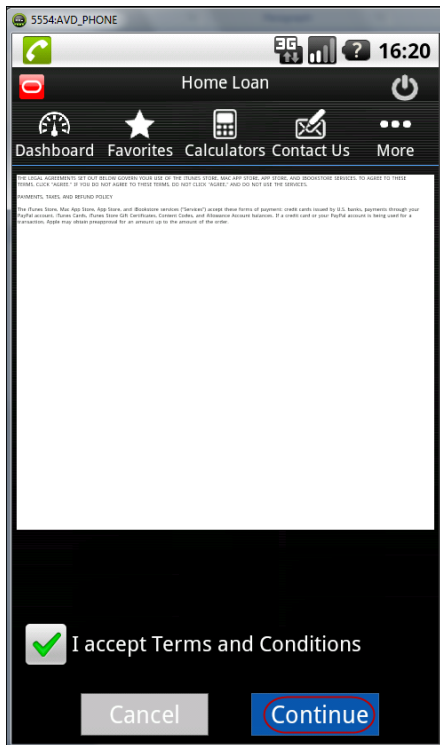 5554:AVD_PHONE
3G
?
16:20
Home Loan
Dashboard Favorites Calculators Contact Us More
THE LEGAL AGREEMENTS SET OUT BELOW GOVERN YOUR USE OF THE ITUNES STORE, MAC APP STORE, APP STORE, AND IBOOKSTORE SERVICES. TO AGREE TO THESE
TERMS, CLICK "AGREE." IF YOU DO NOT AGREE TO THESE TERMS, DO NOT CLICK "AGREE," AND DO NOT USE THE SERVICES.
PAYMENTS, TAXES, AND REFUND POLICY
The iTunes Store, Mac App Store, App Store, and iBookstore services ("Services") accept these forms of payment: credit cards issued by U.S. banks, payments through your
PayPal account, iTunes Cards, iTunes Store Gift Certificates, Content Codes, and Allowance Account balances. If a credit card or your PayPal account is being used for a
transaction, Apple may obtain preapproval for an amount up to the amount of the order.
I accept Terms and Conditions
Cancel Continue